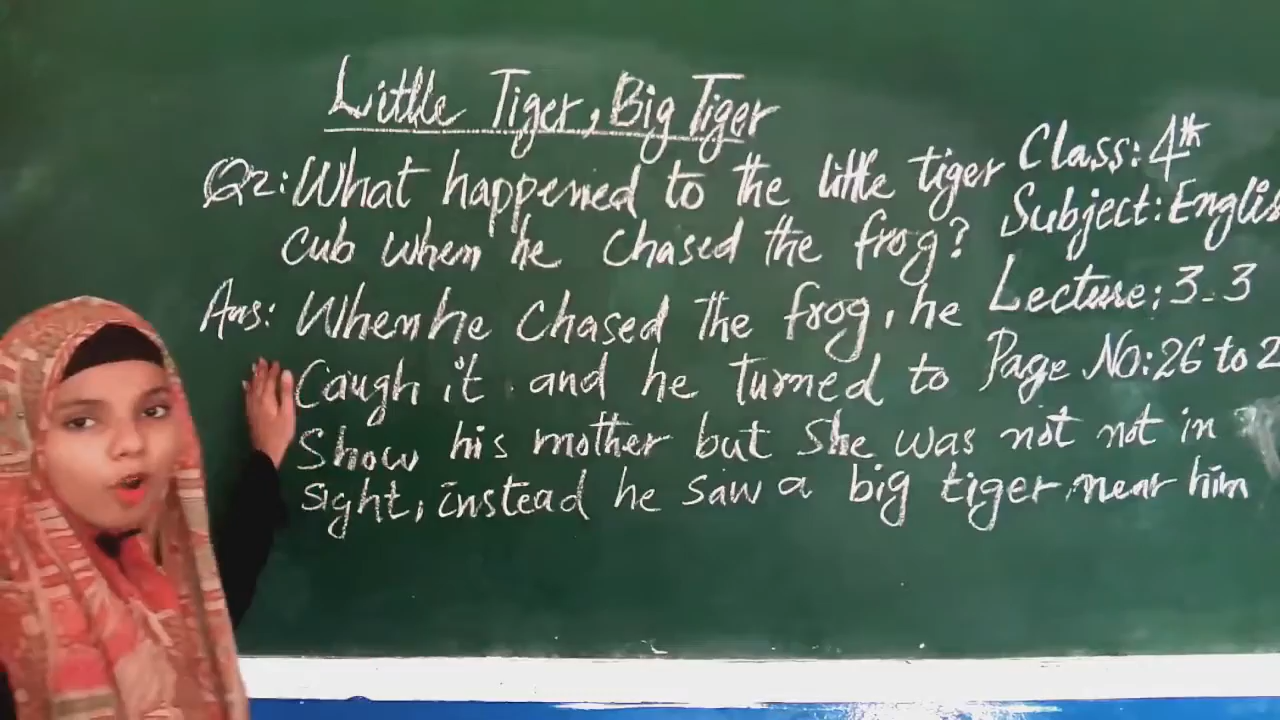 Little Tiger, Big Tiger
Class: 4th
Subject: Englis
Lecture: 3-3
Page No: 26 to 2
Q2: What happened to the little tiger
cub when he chased the frog?
Ans: When he chased the frog, he
Caugh it and he turned to
Show his mother but She was not not in
sight, instead he saw a big tiger near him